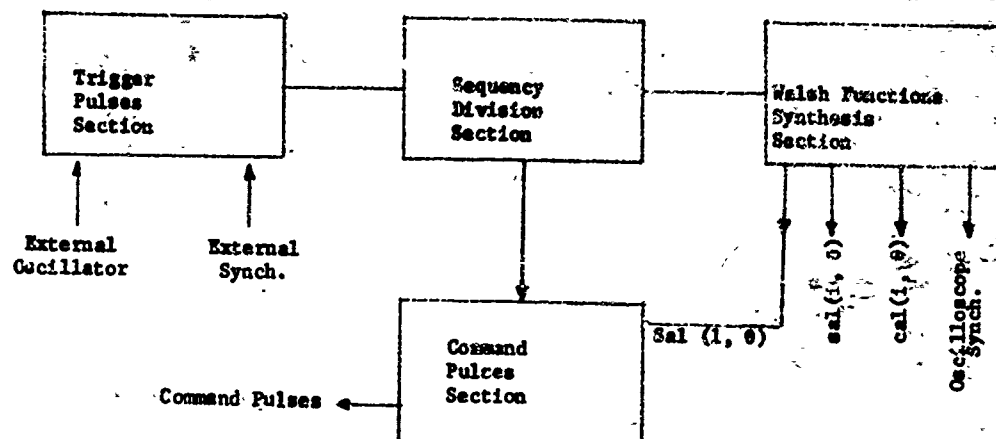 Trigger
Pulses
Section
Sequency
Division
Section
Walsh Functions
Synthesis
Section
External
Oscillator
External
Synch.
sal(i, θ)
cal(i, θ)
Oscilloscope
Synch.
Sal (1, θ)
Command
Pulces
Section
Command Pulses